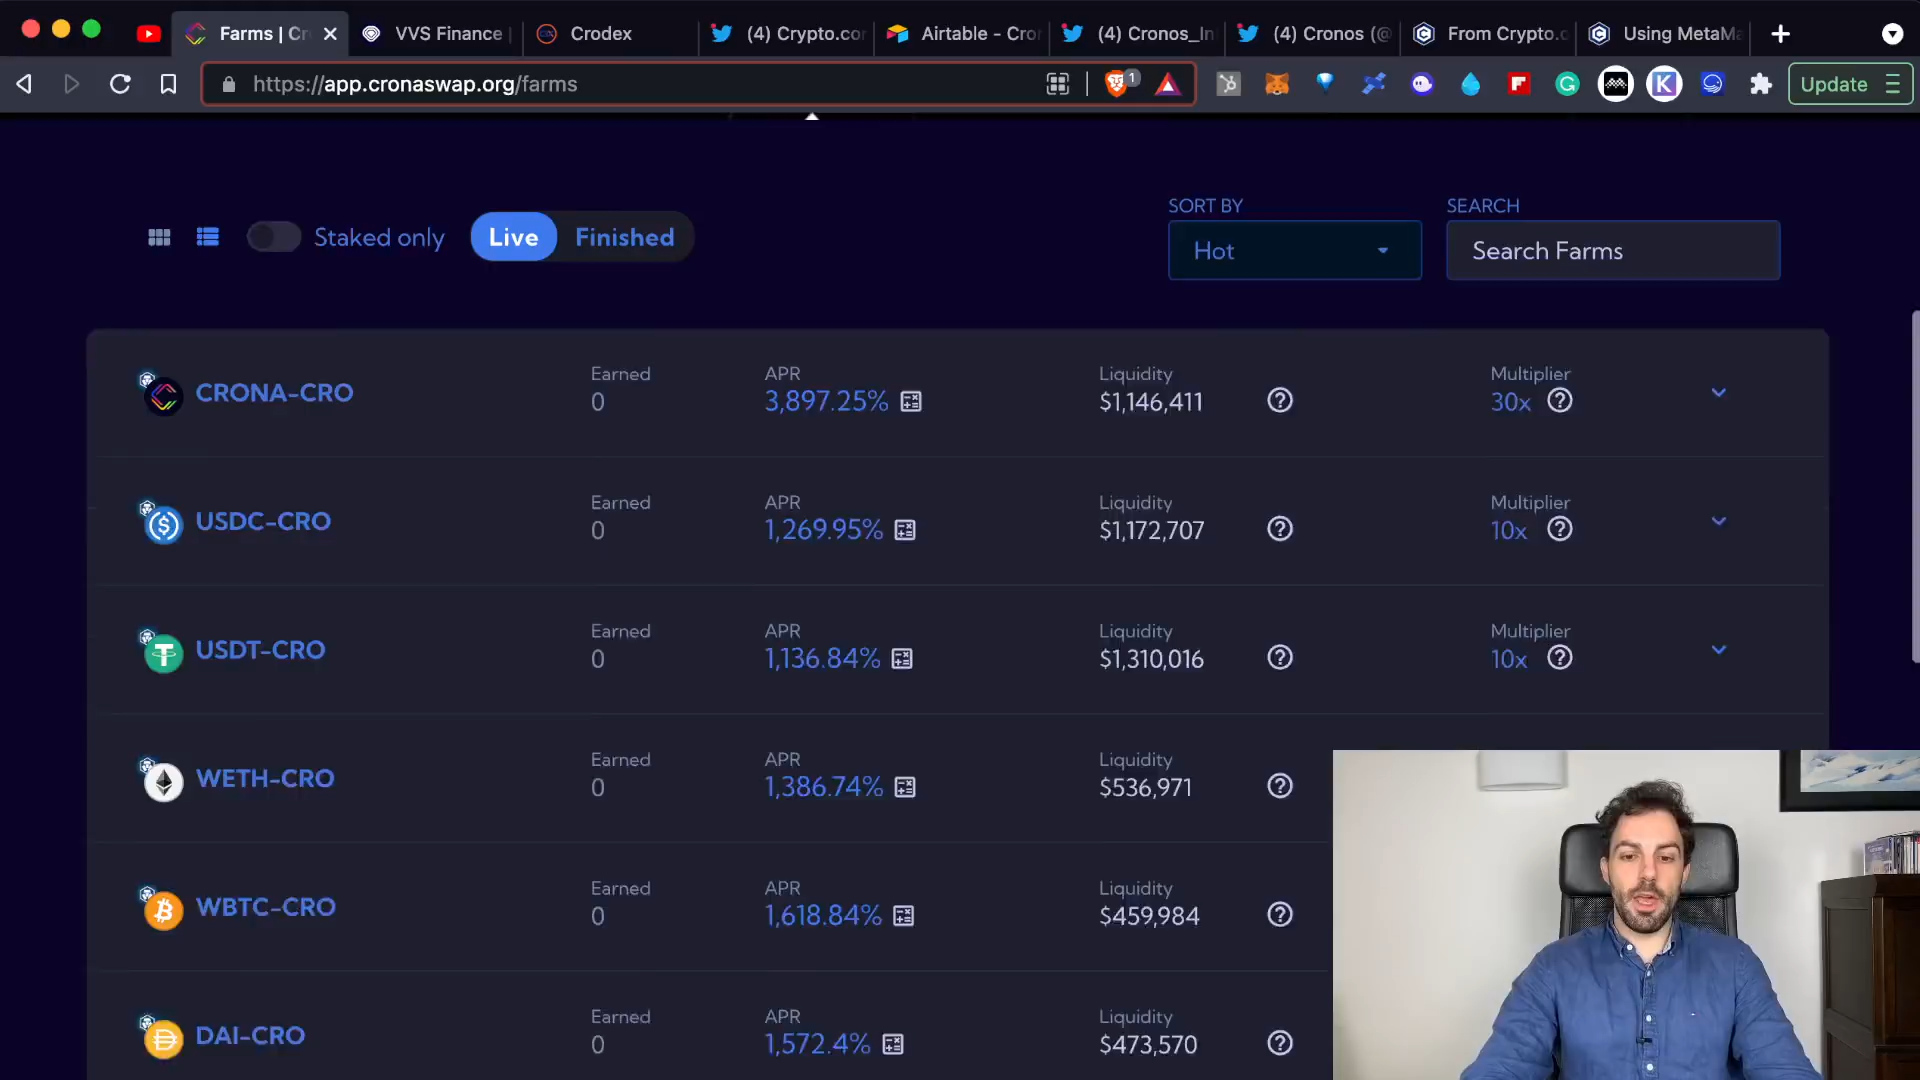 Farms | Cr
VVS Finance
Crodex
(4) Crypto.com
Airtable - Cro
(4) Cronos_In
(4) Cronos (@
From Crypto.c
Using MetaMa
https://app.cronaswap.org/farms
1
Update
Staked only
Live
Finished
SORT BY
Hot
SEARCH
Search Farms
CRONA-CRO
Earned
0
APR
3,897.25%
Liquidity
$1,146,411
Multiplier
30x
USDC-CRO
Earned
0
APR
1,269.95%
Liquidity
$1,172,707
Multiplier
10x
USDT-CRO
Earned
0
APR
1,136.84%
Liquidity
$1,310,016
Multiplier
10x
WETH-CRO
Earned
0
APR
1,386.74%
Liquidity
$536,971
WBTC-CRO
Earned
0
APR
1,618.84%
Liquidity
$459,984
DAI-CRO
Earned
0
APR
1,572.4%
Liquidity
$473,570